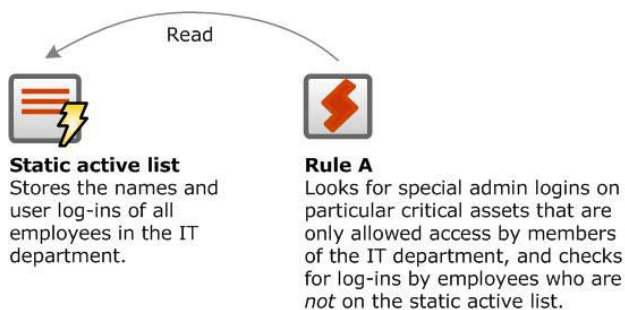 Read
Static active list
Stores the names and
user log-ins of all
employees in the IT
department.
Rule A
Looks for special admin logins on
particular critical assets that are
only allowed access by members
of the IT department, and checks
for log-ins by employees who are
not on the static active list.